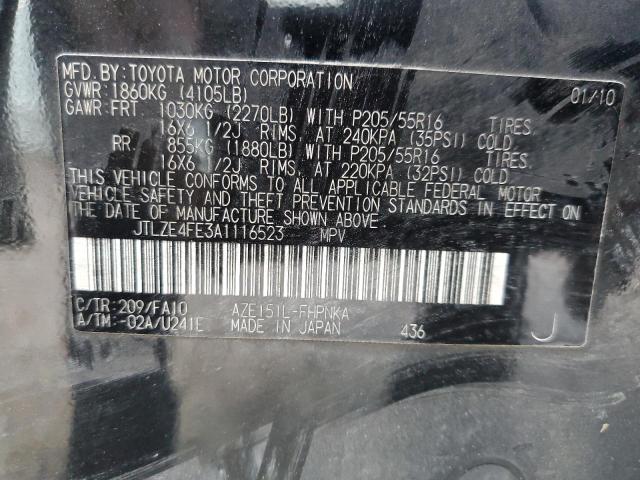 MFD.BY:TOYOTA MOTOR CORPORATION 01/10
GVWR:1860KG (4105LB)
GAWR:FRT. 1030KG (2270LB) WITH P205/55R16 TIRES,
16X6 1/2J RIMS, AT 240KPA (35PSI) COLD
RR. 855KG (1880LB) WITH P205/55R16 TIRES,
16X6 1/2J RIMS, AT 220KPA (32PSI) COLD
THIS VEHICLE CONFORMS TO ALL APPLICABLE FEDERAL MOTOR
VEHICLE SAFETY AND THEFT PREVENTION STANDARDS IN EFFECT ON
THE DATE OF MANUFACTURE SHOWN ABOVE.
JTLZE4FE3A1116523 MPV
C/TR:209/FA10 AZE151L-FHPNKA
A/TM:-02A/U241E MADE IN JAPAN 436 J